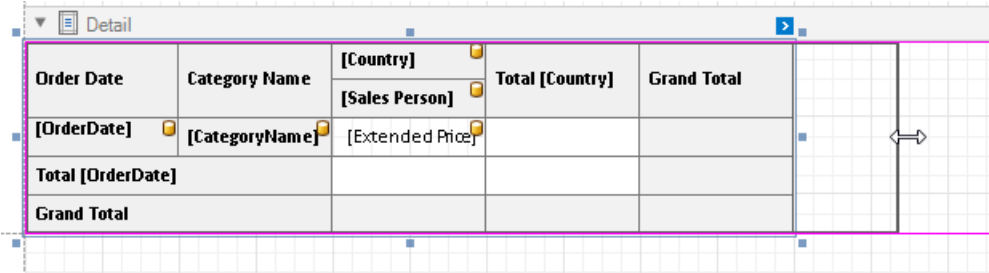 Detail
Order Date
Category Name
[Country]
[Sales Person]
Total [Country]
Grand Total
[OrderDate]
[CategoryName]
[Extended Price]
Total [OrderDate]
Grand Total